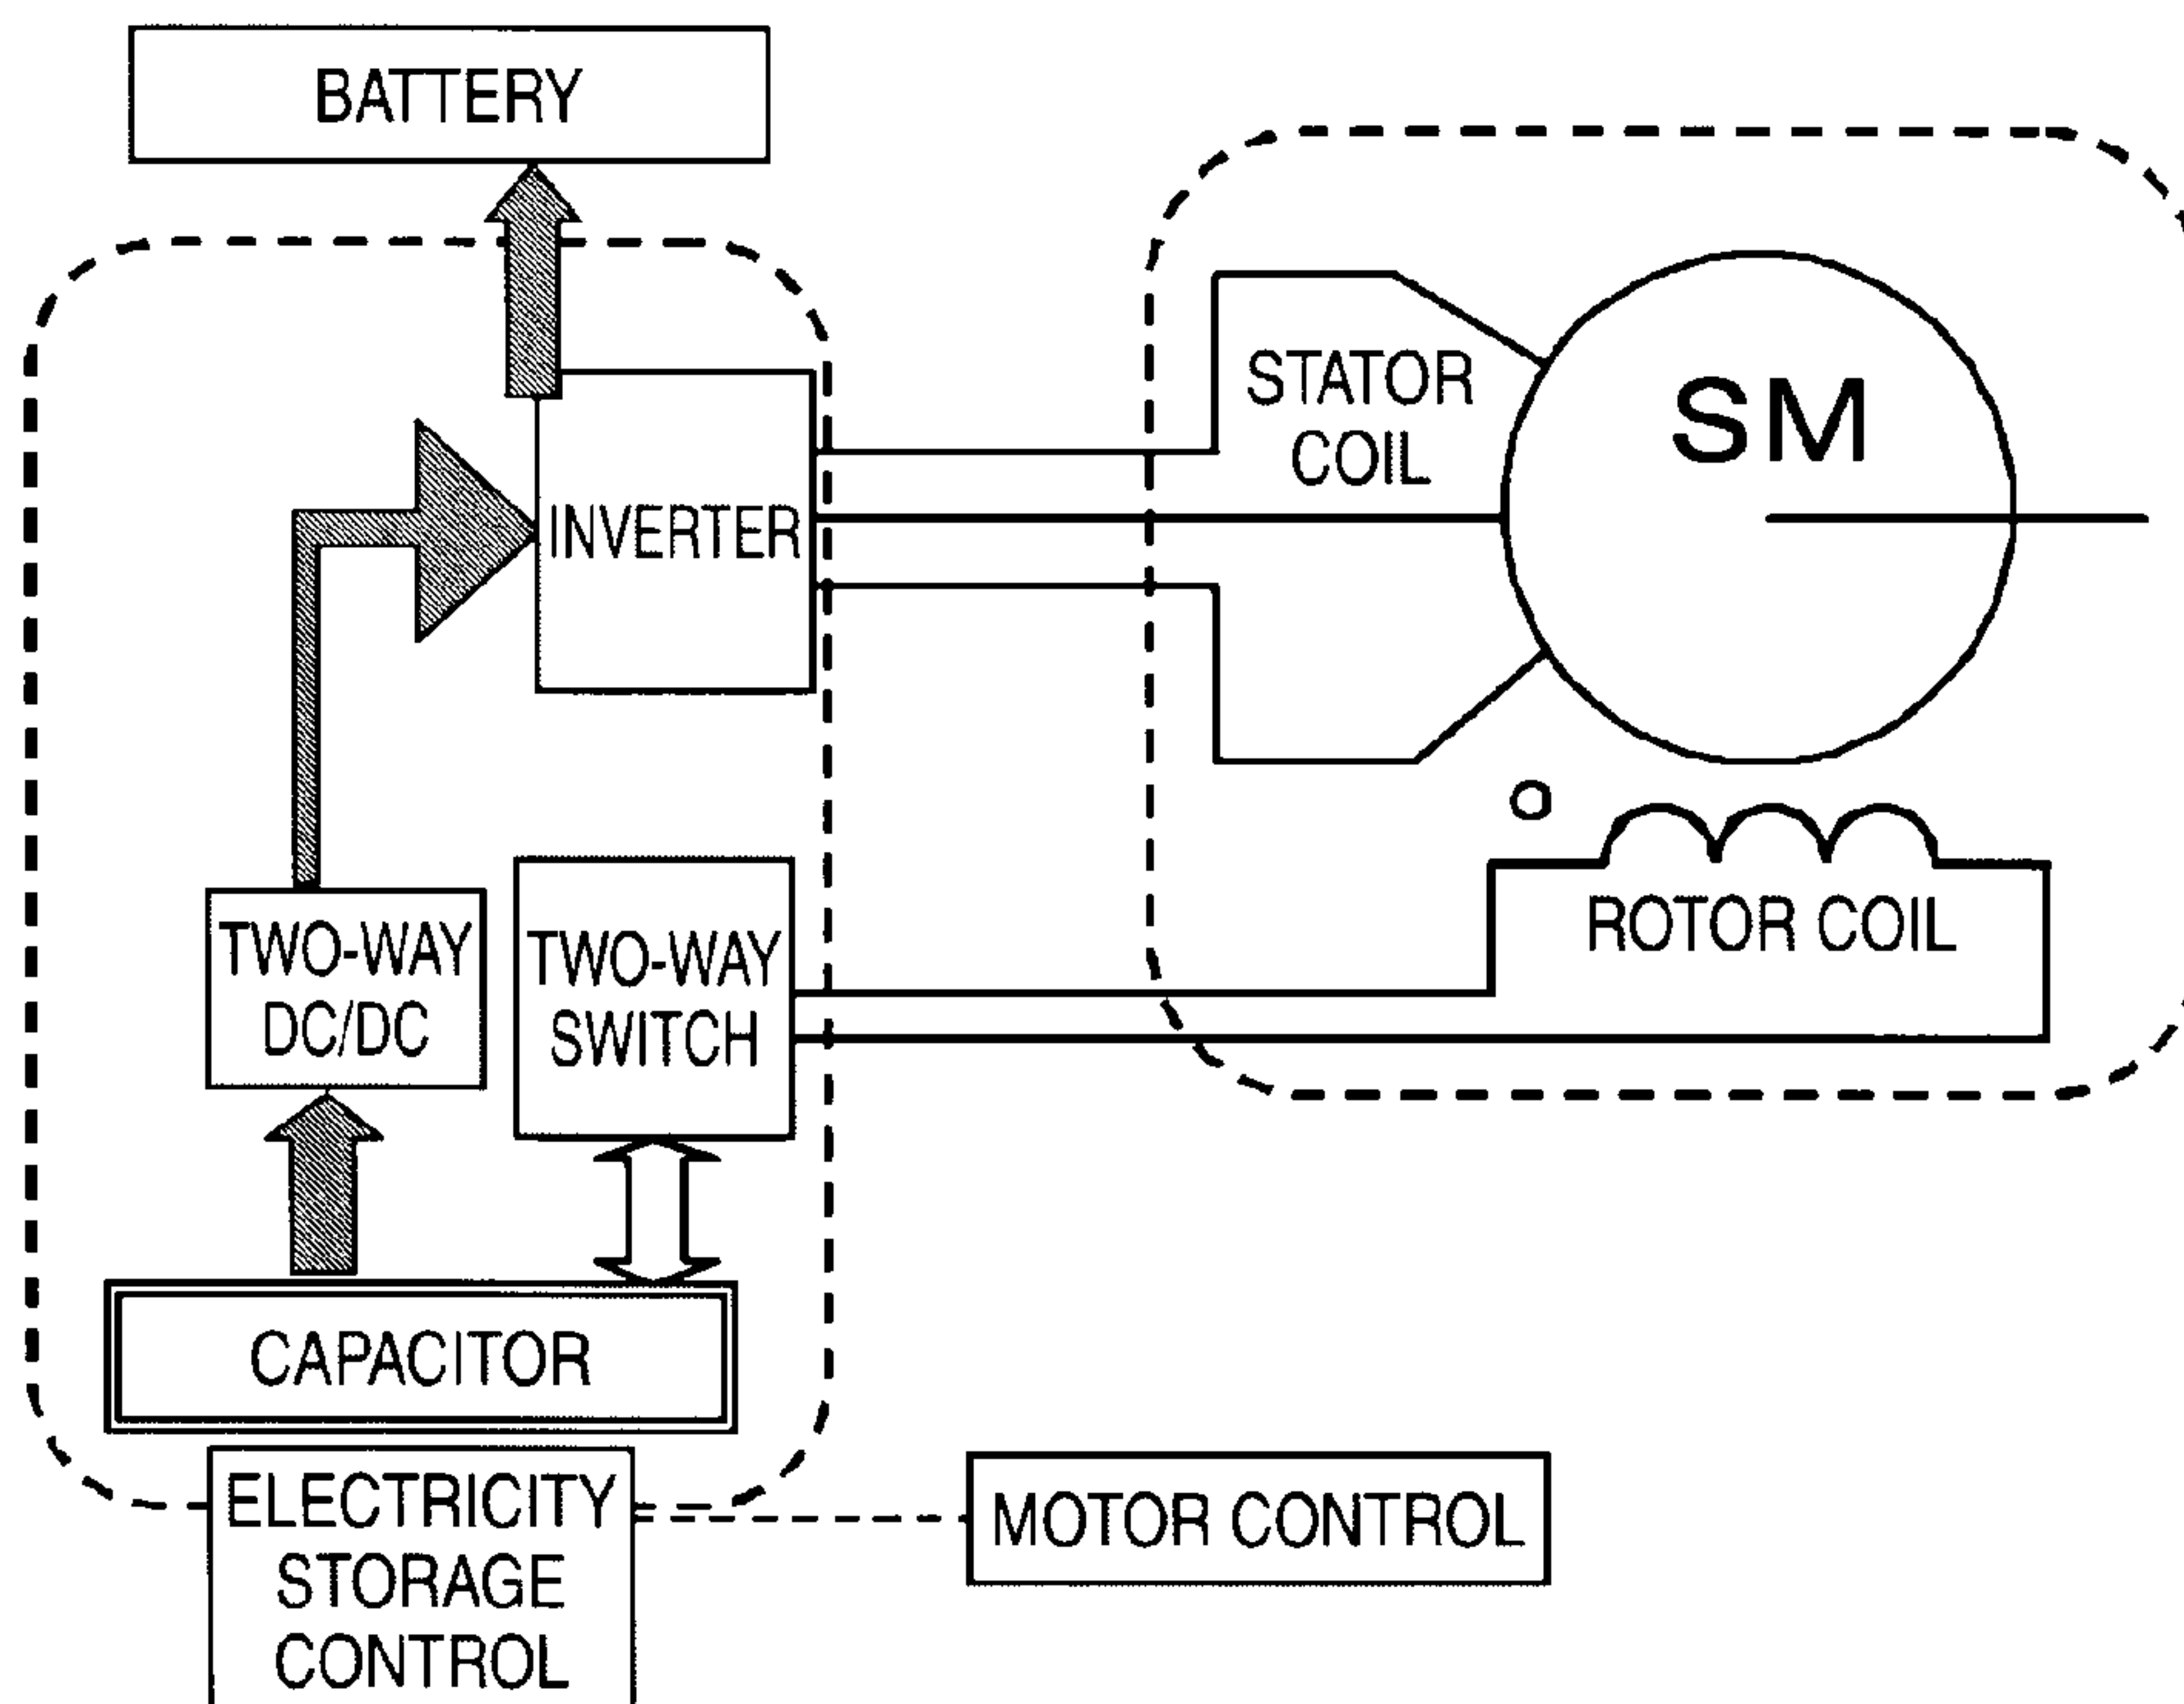 BATTERY
STATOR
COIL
SM
INVERTER
TWO-WAY
DC/DC
TWO-WAY
SWITCH
ROTOR COIL
CAPACITOR
ELECTRICITY
STORAGE
CONTROL
MOTOR CONTROL